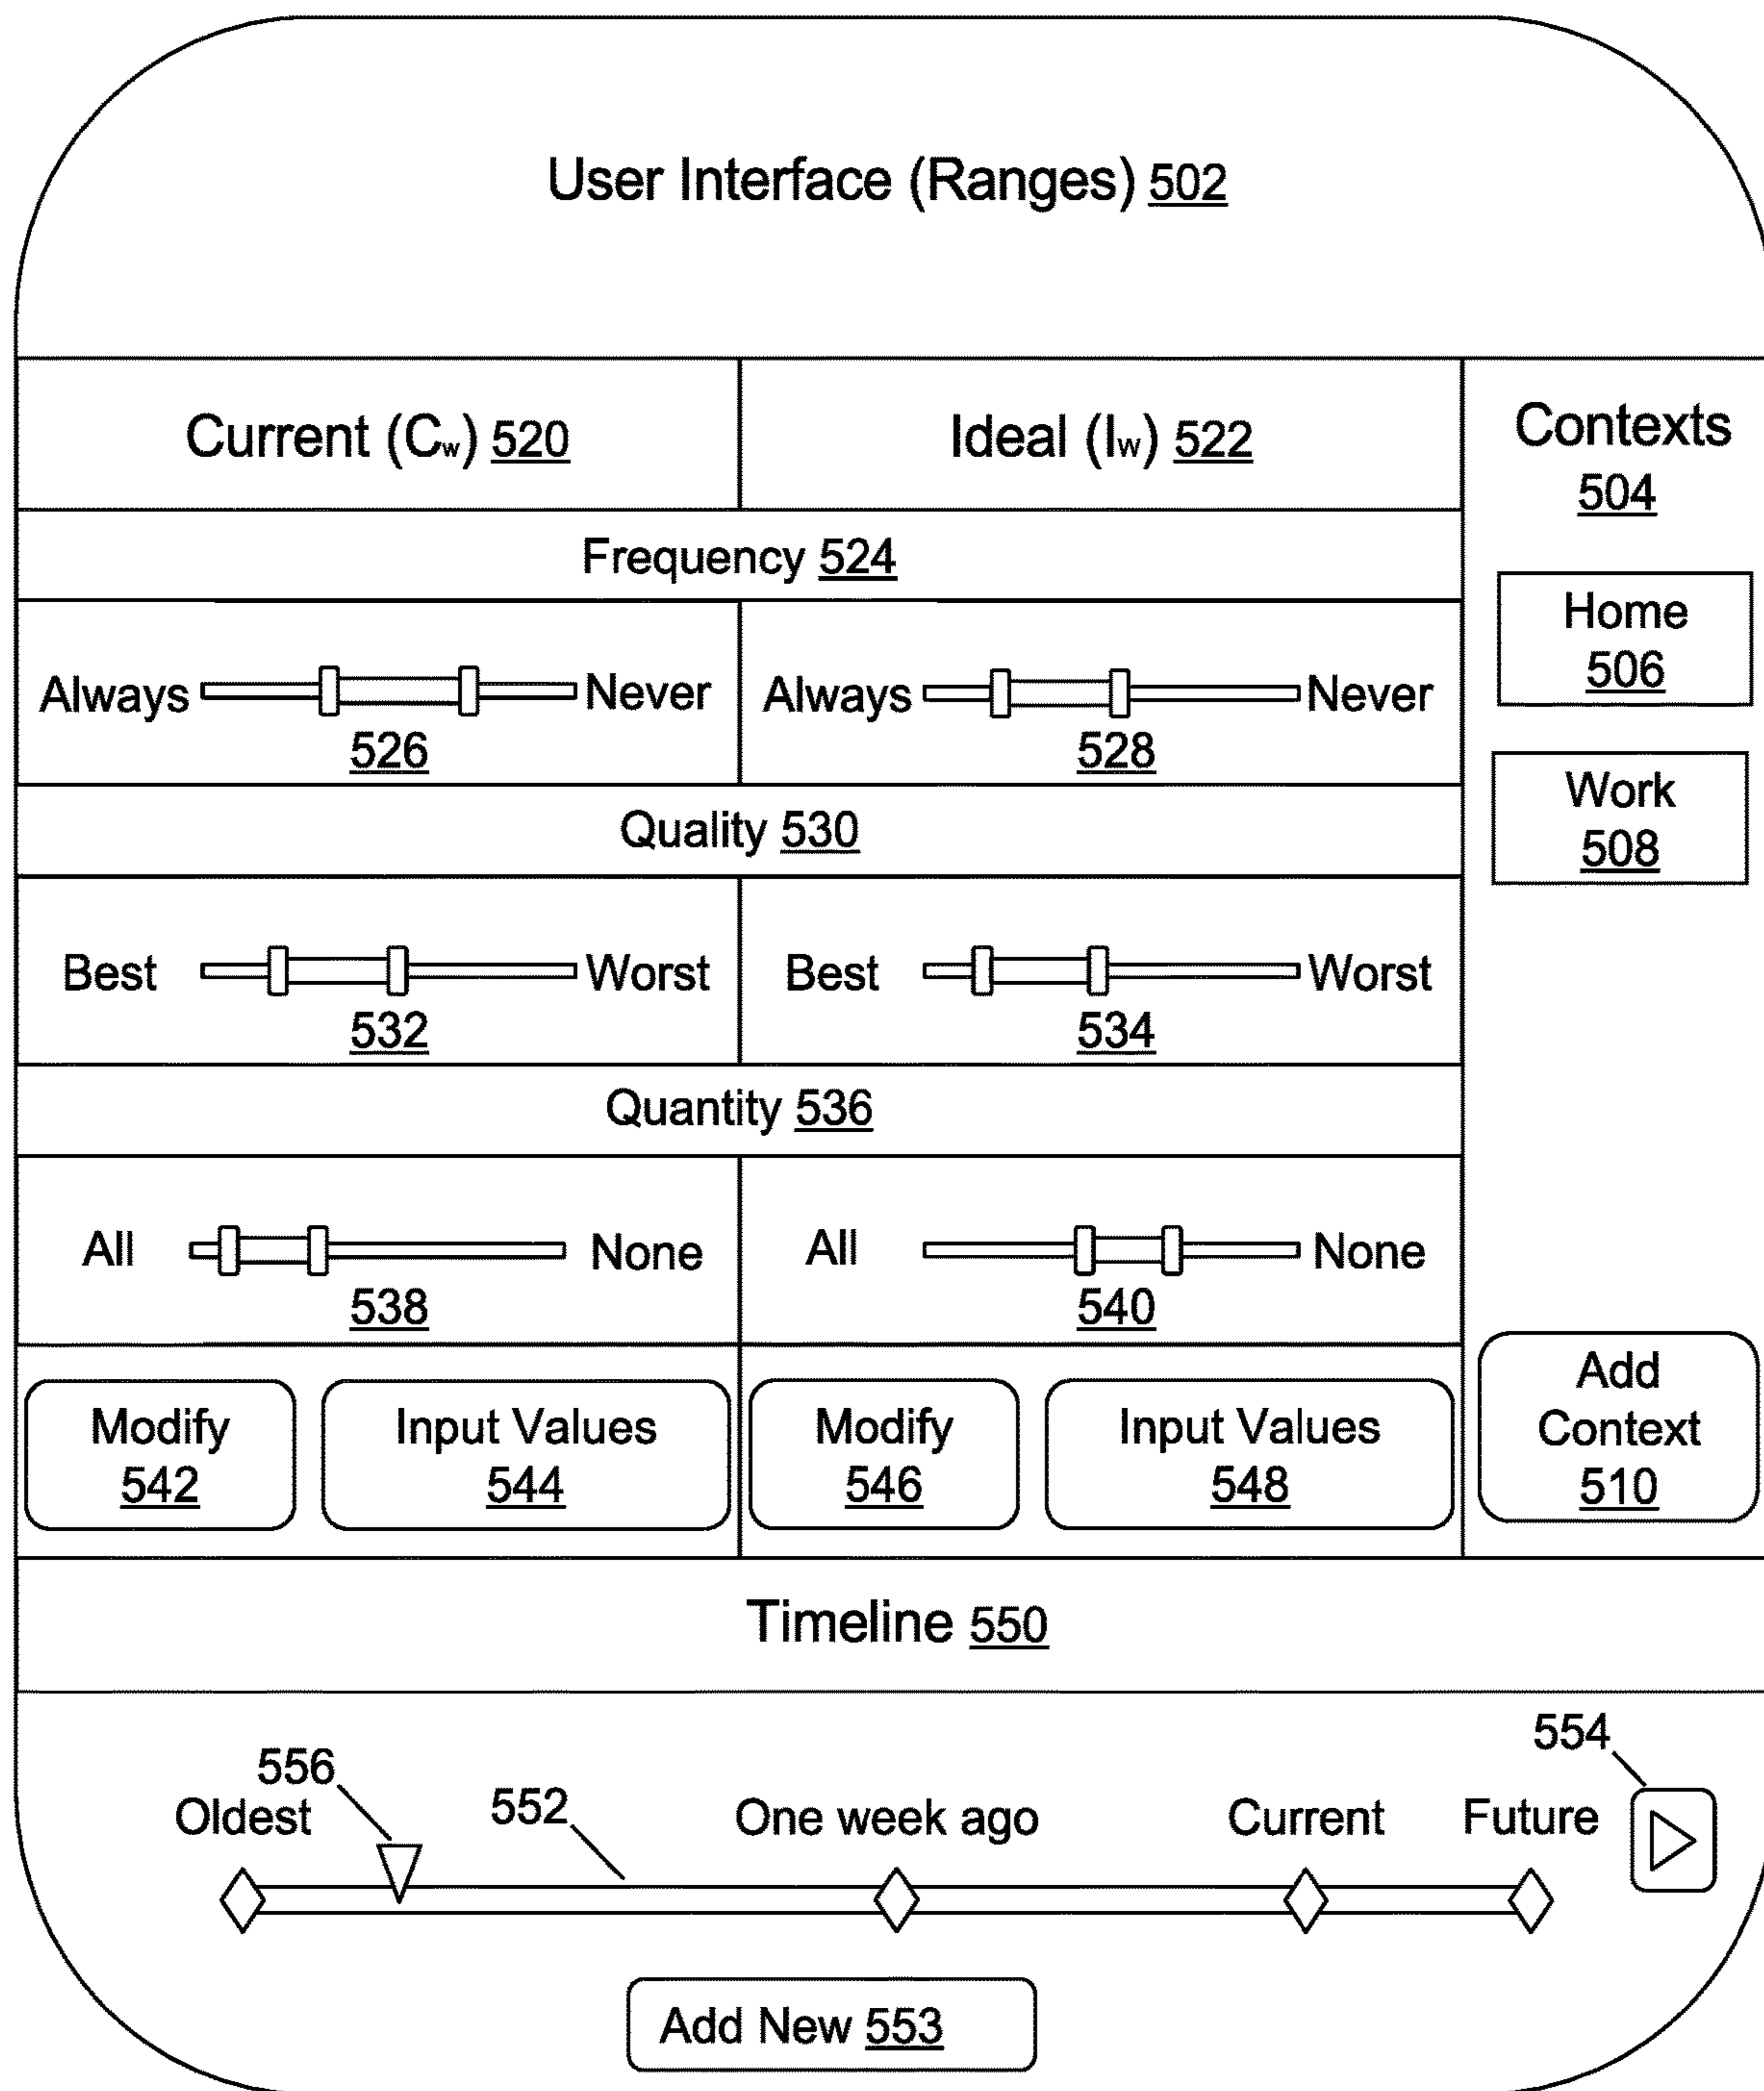 User Interface (Ranges) 502
Current (Cw) 520
Ideal (Iw) 522
Contexts
504
Home
506
Work
508
Add
Context
510
Frequency 524
Always Never
526
Always Never
528
Quality 530
Best Worst
532
Best Worst
534
Quantity 536
All None
538
All None
540
Modify
542
Input Values
544
Modify
546
Input Values
548
Timeline 550
554
556
552
Oldest One week ago Current Future
Add New 553